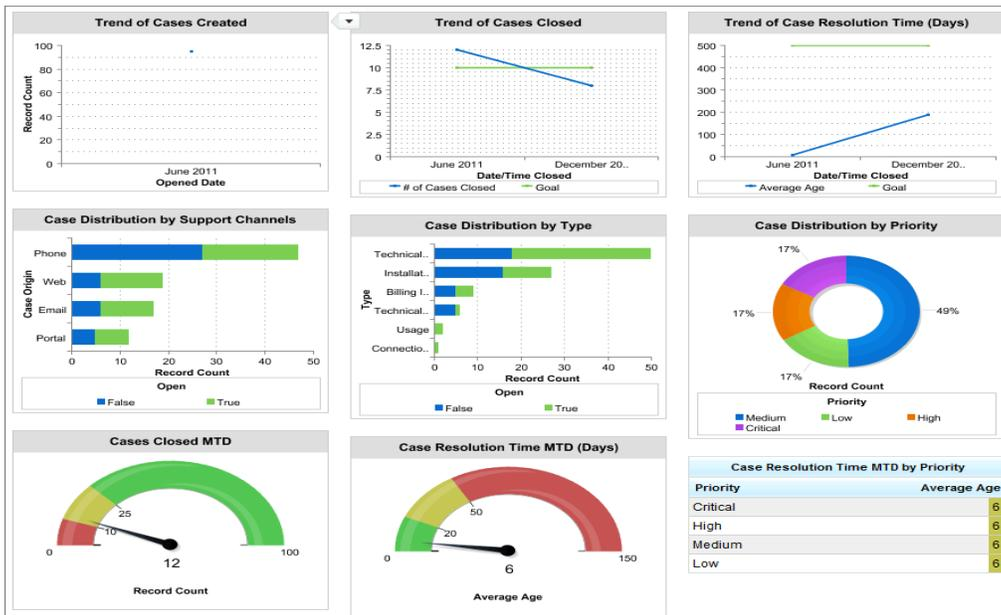 Trend of Cases Created
100
80
60
40
20
0
Record Count
June 2011
Opened Date
Trend of Cases Closed
12.5
10
7.5
5
2.5
0
June 2011
December 20..
Date/Time Closed
# of Cases Closed
Goal
Trend of Case Resolution Time (Days)
500
400
300
200
100
0
June 2011
December 20..
Date/Time Closed
Average Age
Goal
Case Distribution by Support Channels
Case Origin
Phone
Web
Email
Portal
0 10 20 30 40 50
Record Count
Open
False
True
Case Distribution by Type
Type
Technical..
Installat..
Billing I..
Technical..
Usage
Connectio..
0 10 20 30 40 50
Record Count
Open
False
True
Case Distribution by Priority
17%
17%
49%
17%
Record Count
Priority
Medium
Low
High
Critical
Cases Closed MTD
0
10
25
100
12
Record Count
Case Resolution Time MTD (Days)
0
20
50
150
6
Average Age
Case Resolution Time MTD by Priority
Priority Average Age
Critical 6
High 6
Medium 6
Low 6